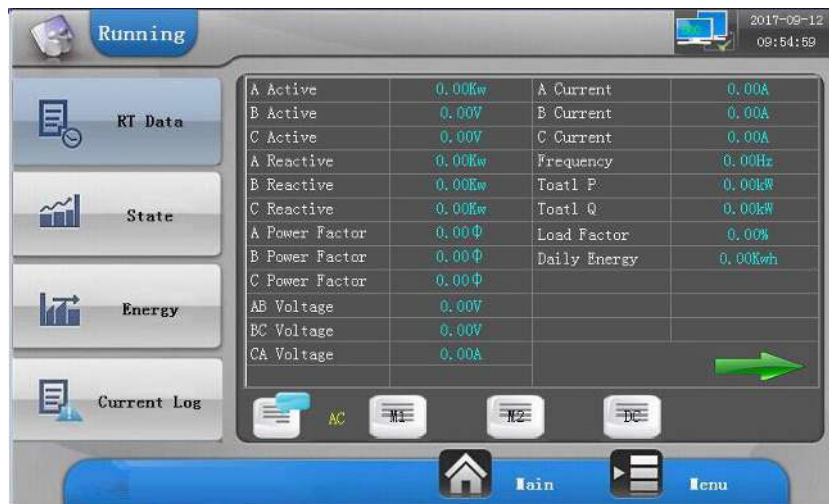 Running
2017-09-12
09:54:59
RT Data
State
Energy
Current Log
A Active 0.00Kw A Current 0.00A
B Active 0.00V B Current 0.00A
C Active 0.00V C Current 0.00A
A Reactive 0.00Kw Frequency 0.00Hz
B Reactive 0.00Kw Toatl P 0.00kW
C Reactive 0.00Kw Toatl Q 0.00kW
A Power Factor 0.00Φ Load Factor 0.00%
B Power Factor 0.00Φ Daily Energy 0.00Kwh
C Power Factor 0.00Φ
AB Voltage 0.00V
BC Voltage 0.00V
CA Voltage 0.00A
AC M1 M2 DC
Main Menu